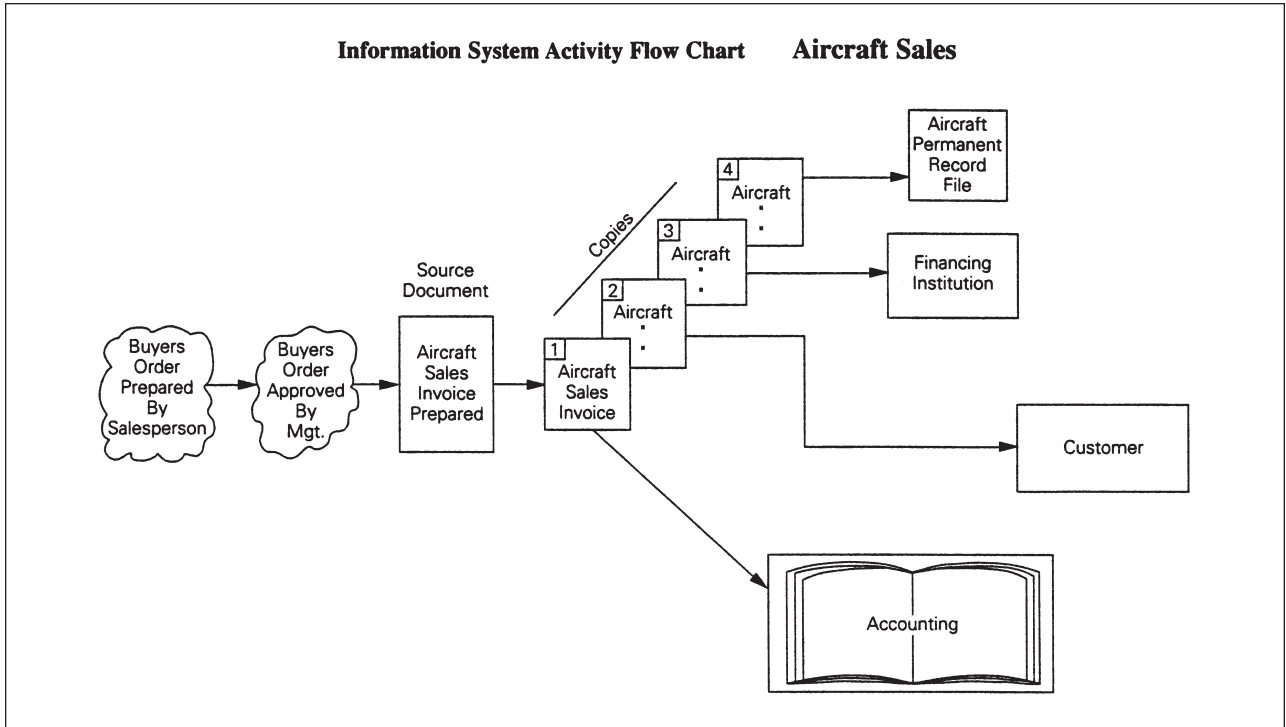 Information System Activity Flow Chart Aircraft Sales
Buyers
Order
Prepared
By
Salesperson
Buyers
Order
Approved
By
Mgt.
Source
Document
Aircraft
Sales
Invoice
Prepared
Copies
1
Aircraft
Sales
Invoice
2
Aircraft
3
Aircraft
4
Aircraft
Aircraft
Permanent
Record
File
Financing
Institution
Customer
Accounting